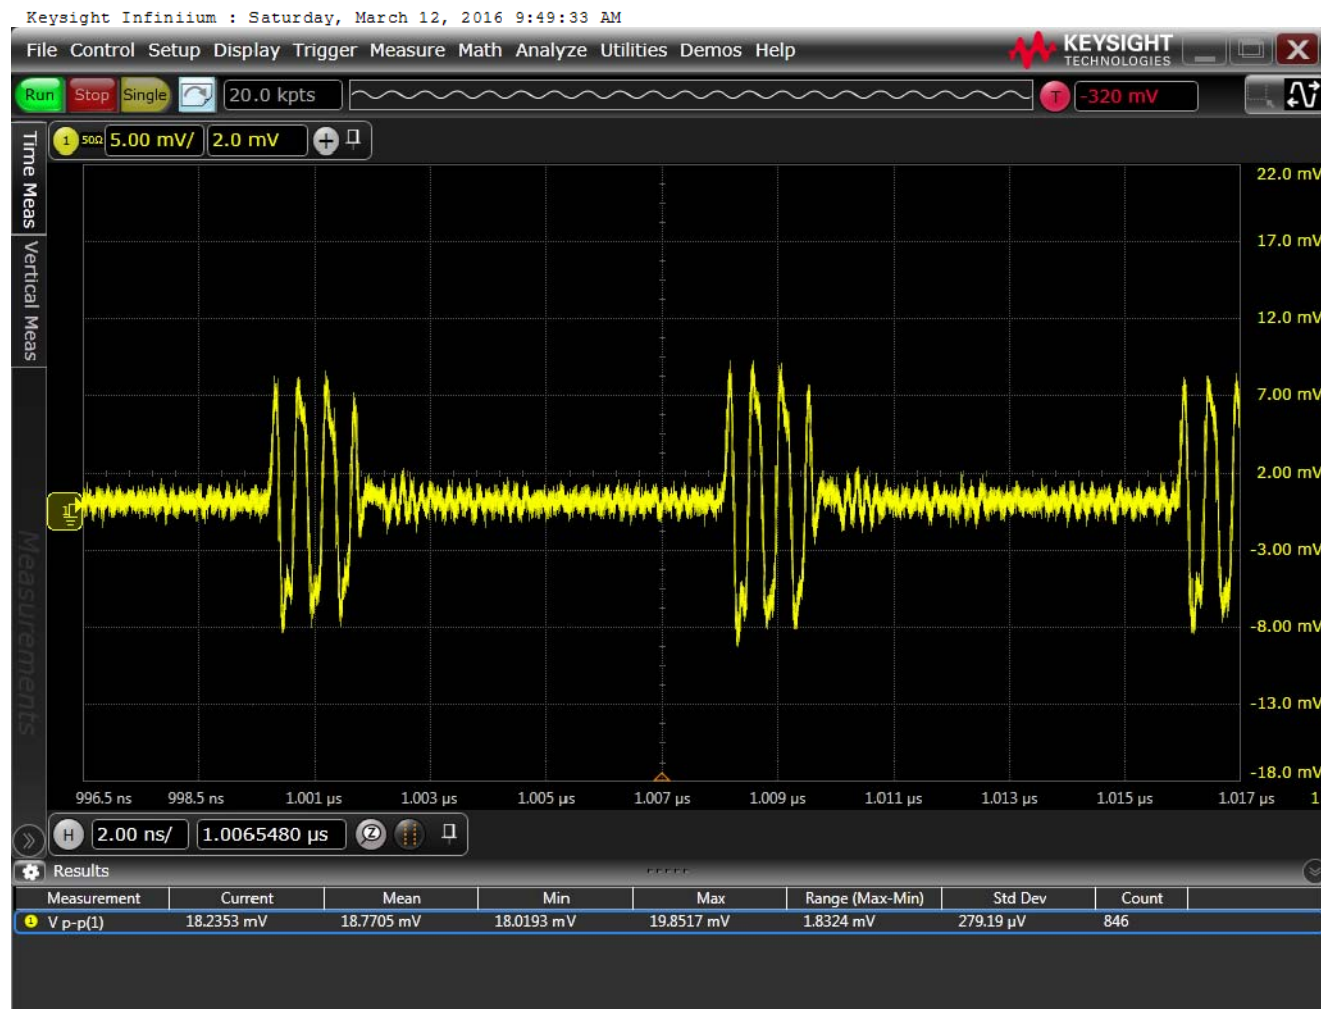 Keysight Infiniium : Saturday, March 12, 2016 9:49:33 AM
File Control Setup Display Trigger Measure Math Analyze Utilities Demos Help
KEYSIGHT
TECHNOLOGIES
Run Stop Single 20.0 kpts T -320 mV
1 50Ω 5.00 mV/ 2.0 mV +
Time Meas
Vertical Meas
Measurements
22.0 mV
17.0 mV
12.0 mV
7.00 mV
2.00 mV
1
-3.00 mV
-8.00 mV
-13.0 mV
-18.0 mV
996.5 ns 998.5 ns 1.001 µs 1.003 µs 1.005 µs 1.007 µs 1.009 µs 1.011 µs 1.013 µs 1.015 µs 1.017 µs 1
H 2.00 ns/ 1.0065480 µs Z
Results
Measurement Current Mean Min Max Range (Max-Min) Std Dev Count
1 V p-p(1) 18.2353 mV 18.7705 mV 18.0193 mV 19.8517 mV 1.8324 mV 279.19 µV 846